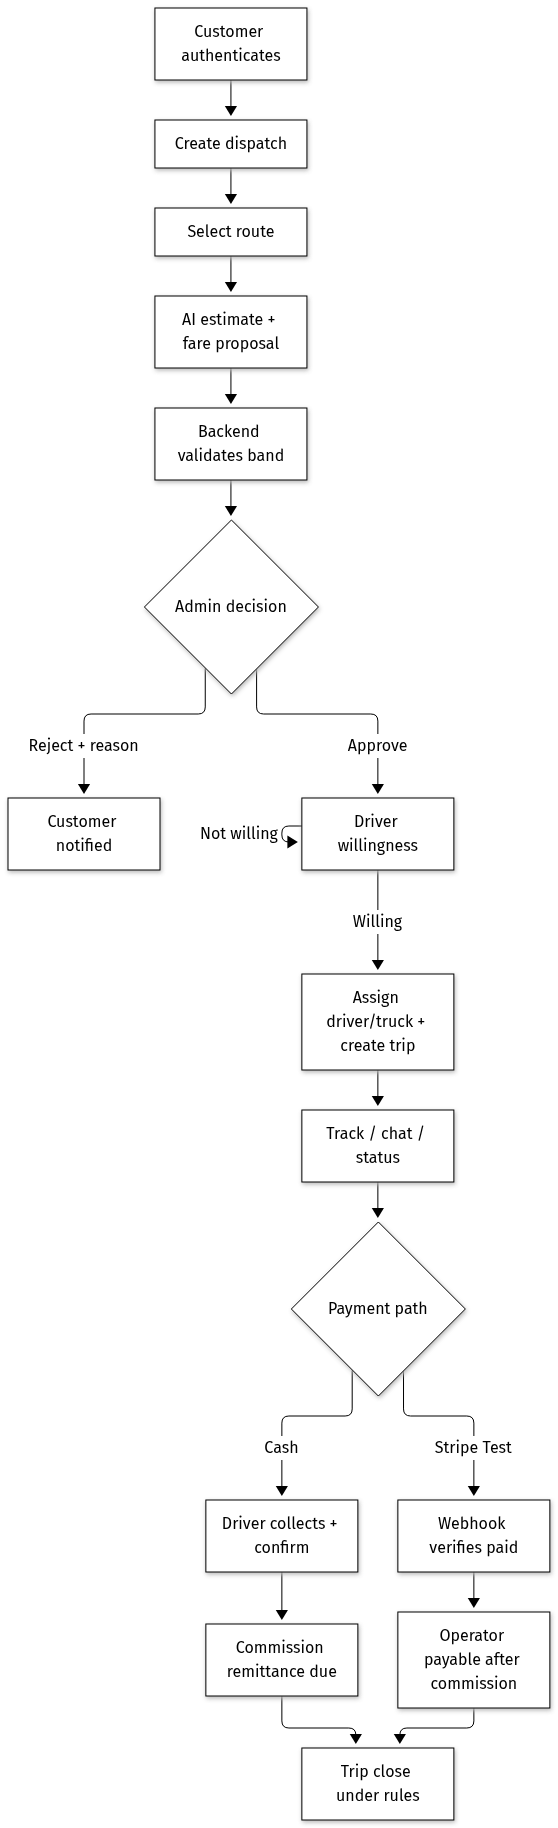 Customer
authenticates
Create dispatch
Select route
AI estimate +
fare proposal
Backend
validates band
Admin decision
Reject + reason
Approve
Customer
notified
Not willing
Driver
willingness
Willing
Assign
driver/truck +
create trip
Track / chat /
status
Payment path
Cash
Stripe Test
Driver collects +
confirm
Webhook
verifies paid
Commission
remittance due
Operator
payable after
commission
Trip close
under rules